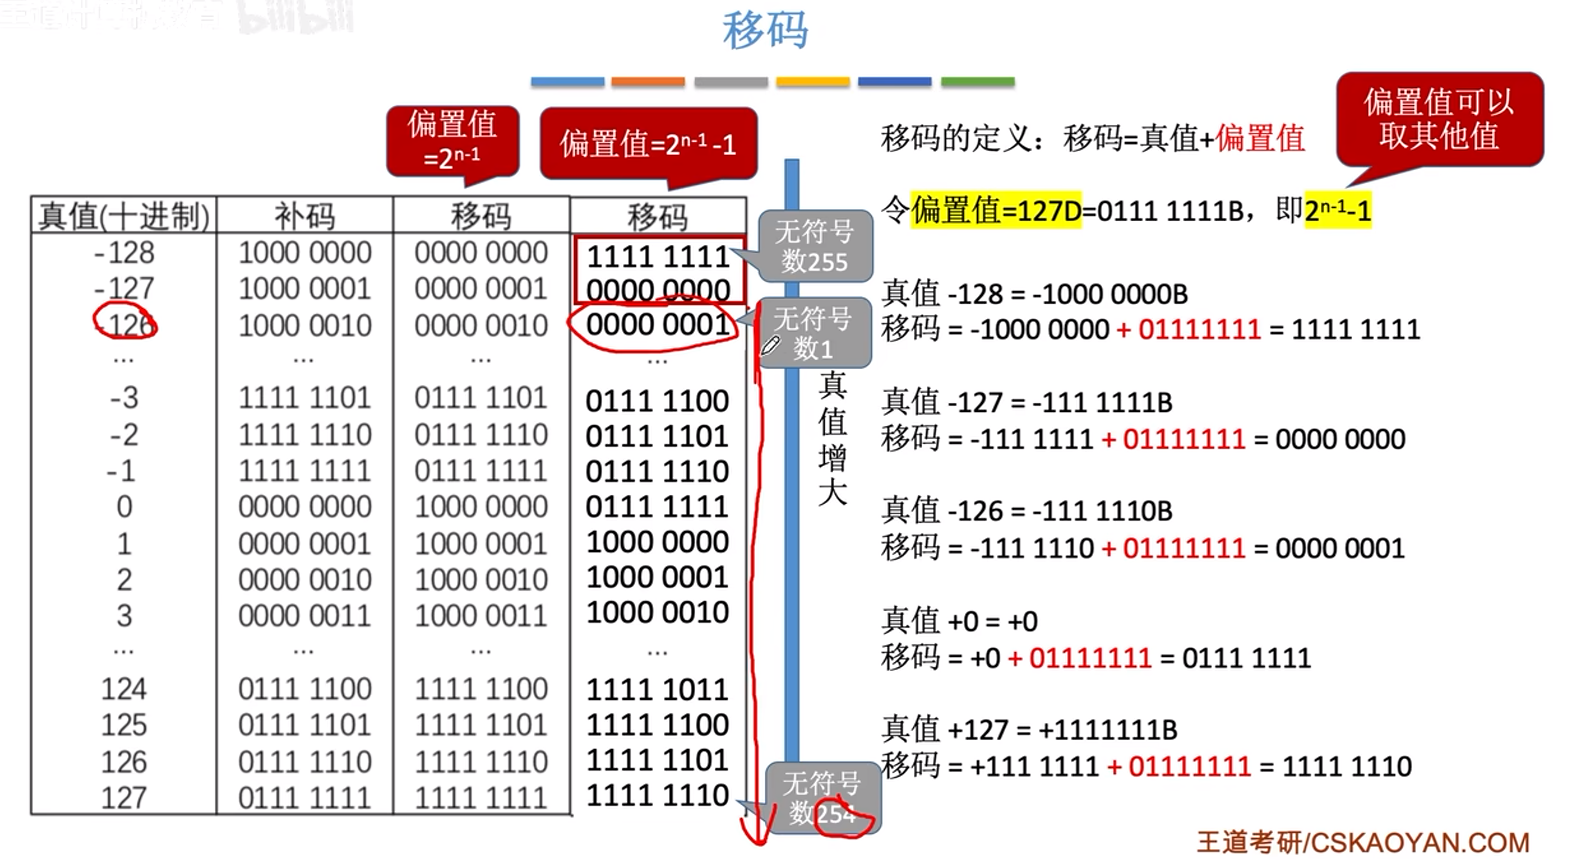 bilibili
移码
偏置值
=2ⁿ⁻¹
偏置值=2ⁿ⁻¹ -1
偏置值可以
取其他值
真值(十进制) 补码 移码 移码
-128 1000 0000 0000 0000 1111 1111
-127 1000 0001 0000 0001 0000 0000
-126 1000 0010 0000 0010 0000 0001
... ... ... ...
-3 1111 1101 0111 1101 0111 1100
-2 1111 1110 0111 1110 0111 1101
-1 1111 1111 0111 1111 0111 1110
0 0000 0000 1000 0000 0111 1111
1 0000 0001 1000 0001 1000 0000
2 0000 0010 1000 0010 1000 0001
3 0000 0011 1000 0011 1000 0010
... ... ... ...
124 0111 1100 1111 1100 1111 1011
125 0111 1101 1111 1101 1111 1100
126 0111 1110 1111 1110 1111 1101
127 0111 1111 1111 1111 1111 1110
无符号
数255
无符号
数1
真
值
增
大
无符号
数254
移码的定义：移码=真值+偏置值
令偏置值=127D=0111 1111B，即2ⁿ⁻¹-1
真值 -128 = -1000 0000B
移码 = -1000 0000 + 01111111 = 1111 1111
真值 -127 = -111 1111B
移码 = -111 1111 + 01111111 = 0000 0000
真值 -126 = -111 1110B
移码 = -111 1110 + 01111111 = 0000 0001
真值 +0 = +0
移码 = +0 + 01111111 = 0111 1111
真值 +127 = +1111111B
移码 = +111 1111 + 01111111 = 1111 1110
王道考研/CSKAOYAN.COM